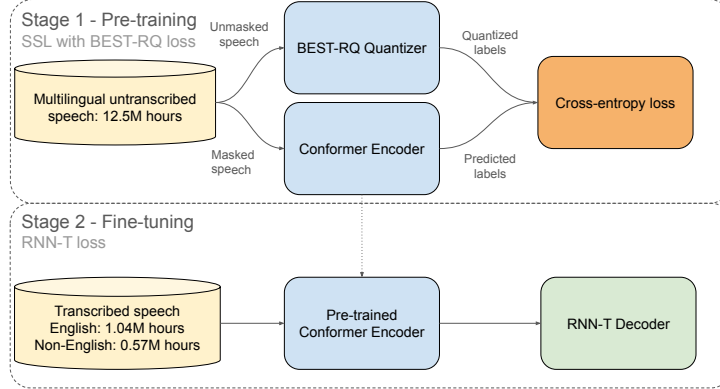 Stage 1 - Pre-training
SSL with BEST-RQ loss
Unmasked
speech
BEST-RQ Quantizer
Quantized
labels
Multilingual untranscribed
speech: 12.5M hours
Cross-entropy loss
Masked
speech
Conformer Encoder
Predicted
labels
Stage 2 - Fine-tuning
RNN-T loss
Transcribed speech
English: 1.04M hours
Non-English: 0.57M hours
Pre-trained
Conformer Encoder
RNN-T Decoder